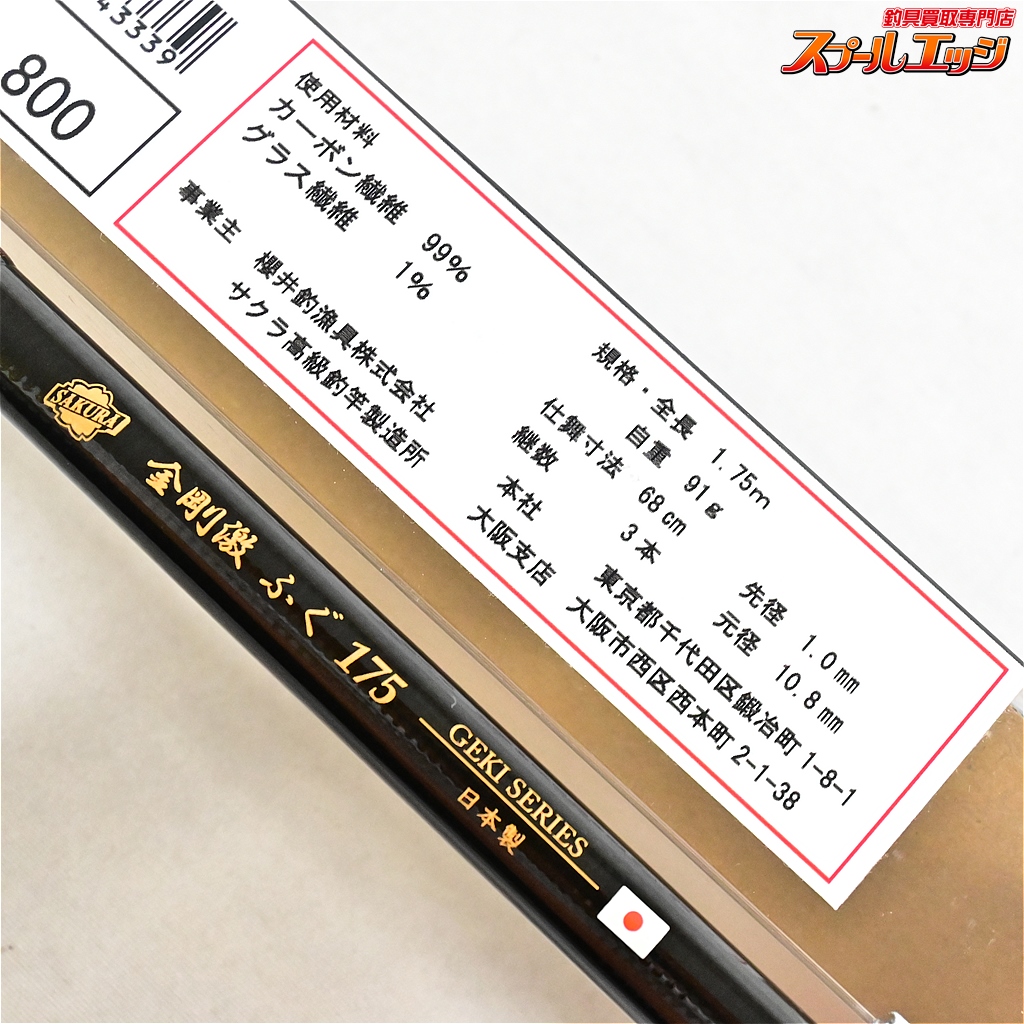 釣具買取専門店
スプールエッジ
43339
800
使用材料
カーボン繊維 99%
グラス繊維 1%
事業主 櫻井釣漁具株式会社
サクラ高級釣竿製造所
規格・全長 1.75m
自重 91g
仕舞寸法 68cm
継数 3本
先径 1.0mm
元径 10.8mm
本社 東京都千代田区鍛冶町1-8-1
大阪支店 大阪市西区西本町2-1-38
SAKURA
金剛激 ふぐ 175
GEKI SERIES
日本製